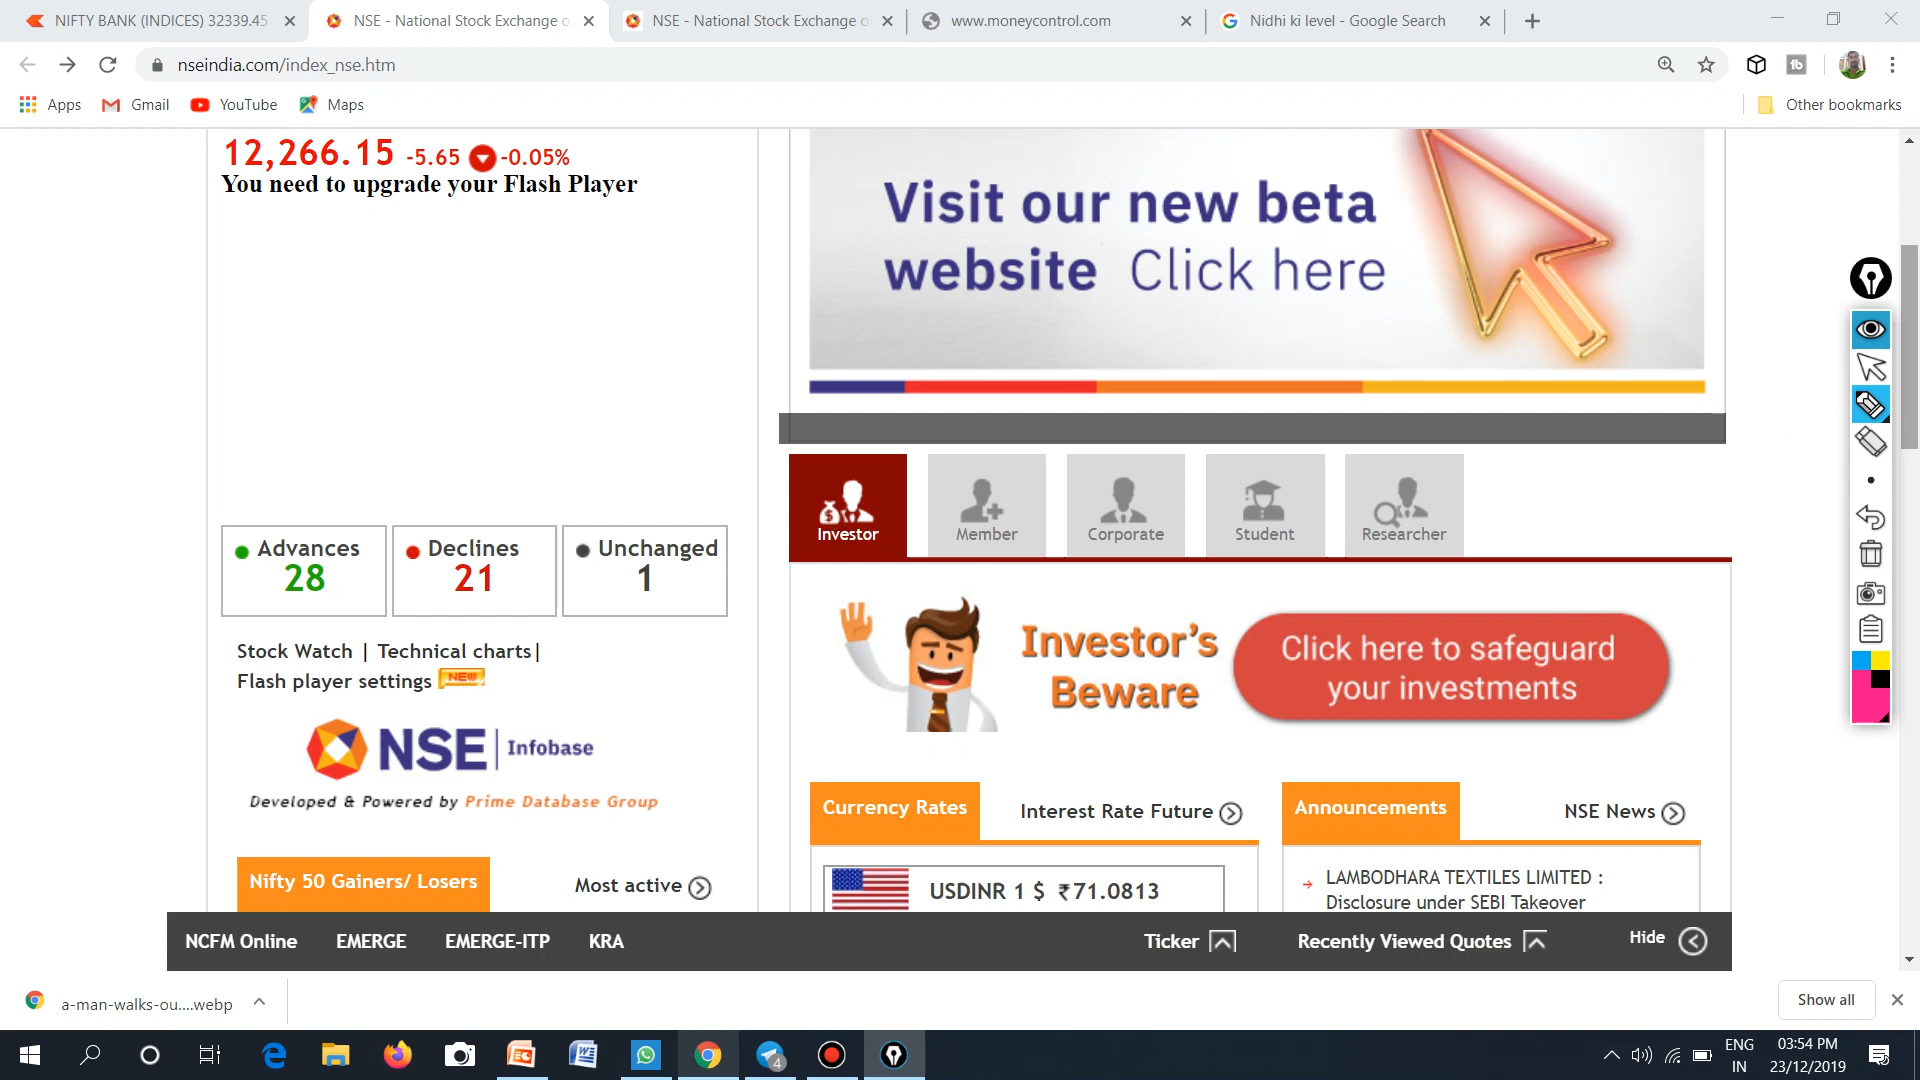 NIFTY BANK (INDICES) 32339.45
NSE - National Stock Exchange o
NSE - National Stock Exchange o
www.moneycontrol.com
Nidhi ki level - Google Search
nseindia.com/index_nse.htm
Apps
Gmail
YouTube
Maps
Other bookmarks
12,266.15 -5.65 -0.05%
You need to upgrade your Flash Player
Visit our new beta
website Click here
Investor
Member
Corporate
Student
Researcher
Advances
28
Declines
21
Unchanged
1
Stock Watch | Technical charts|
Flash player settings NEW
NSE | Infobase
Developed & Powered by Prime Database Group
Investor's
Beware
Click here to safeguard
your investments
Currency Rates
Interest Rate Future
Announcements
NSE News
Nifty 50 Gainers/ Losers
Most active
USDINR 1 $ ₹71.0813
LAMBODHARA TEXTILES LIMITED :
Disclosure under SEBI Takeover
NCFM Online
EMERGE
EMERGE-ITP
KRA
Ticker
Recently Viewed Quotes
Hide
a-man-walks-ou....webp
Show all
4
ENG
IN
03:54 PM
23/12/2019